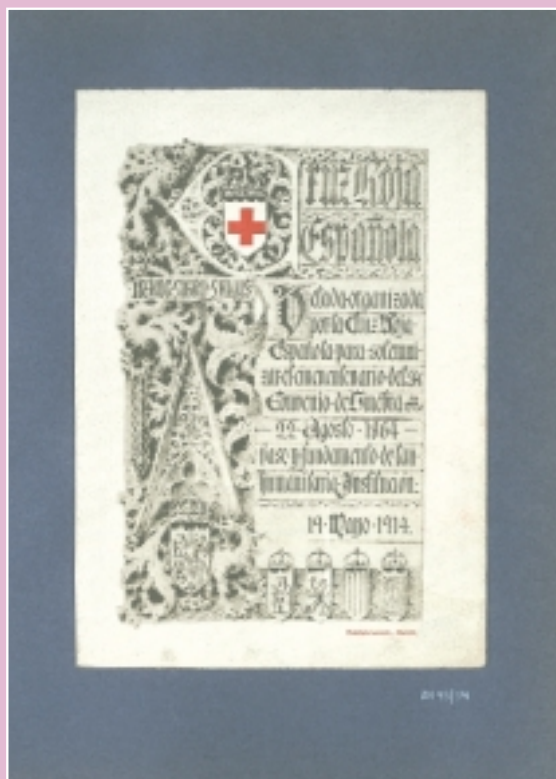 Cruz Roja
Española
Velada·organizada
por·la·Cruz·Roja·
Española·para·solemni-
zar·el·cincuentenario·del
Convenio·de·Ginebra
22·Agosto·1864
base·y·fundamento·de·tan
humanitaria·Institución:
19·Mayo·1914.